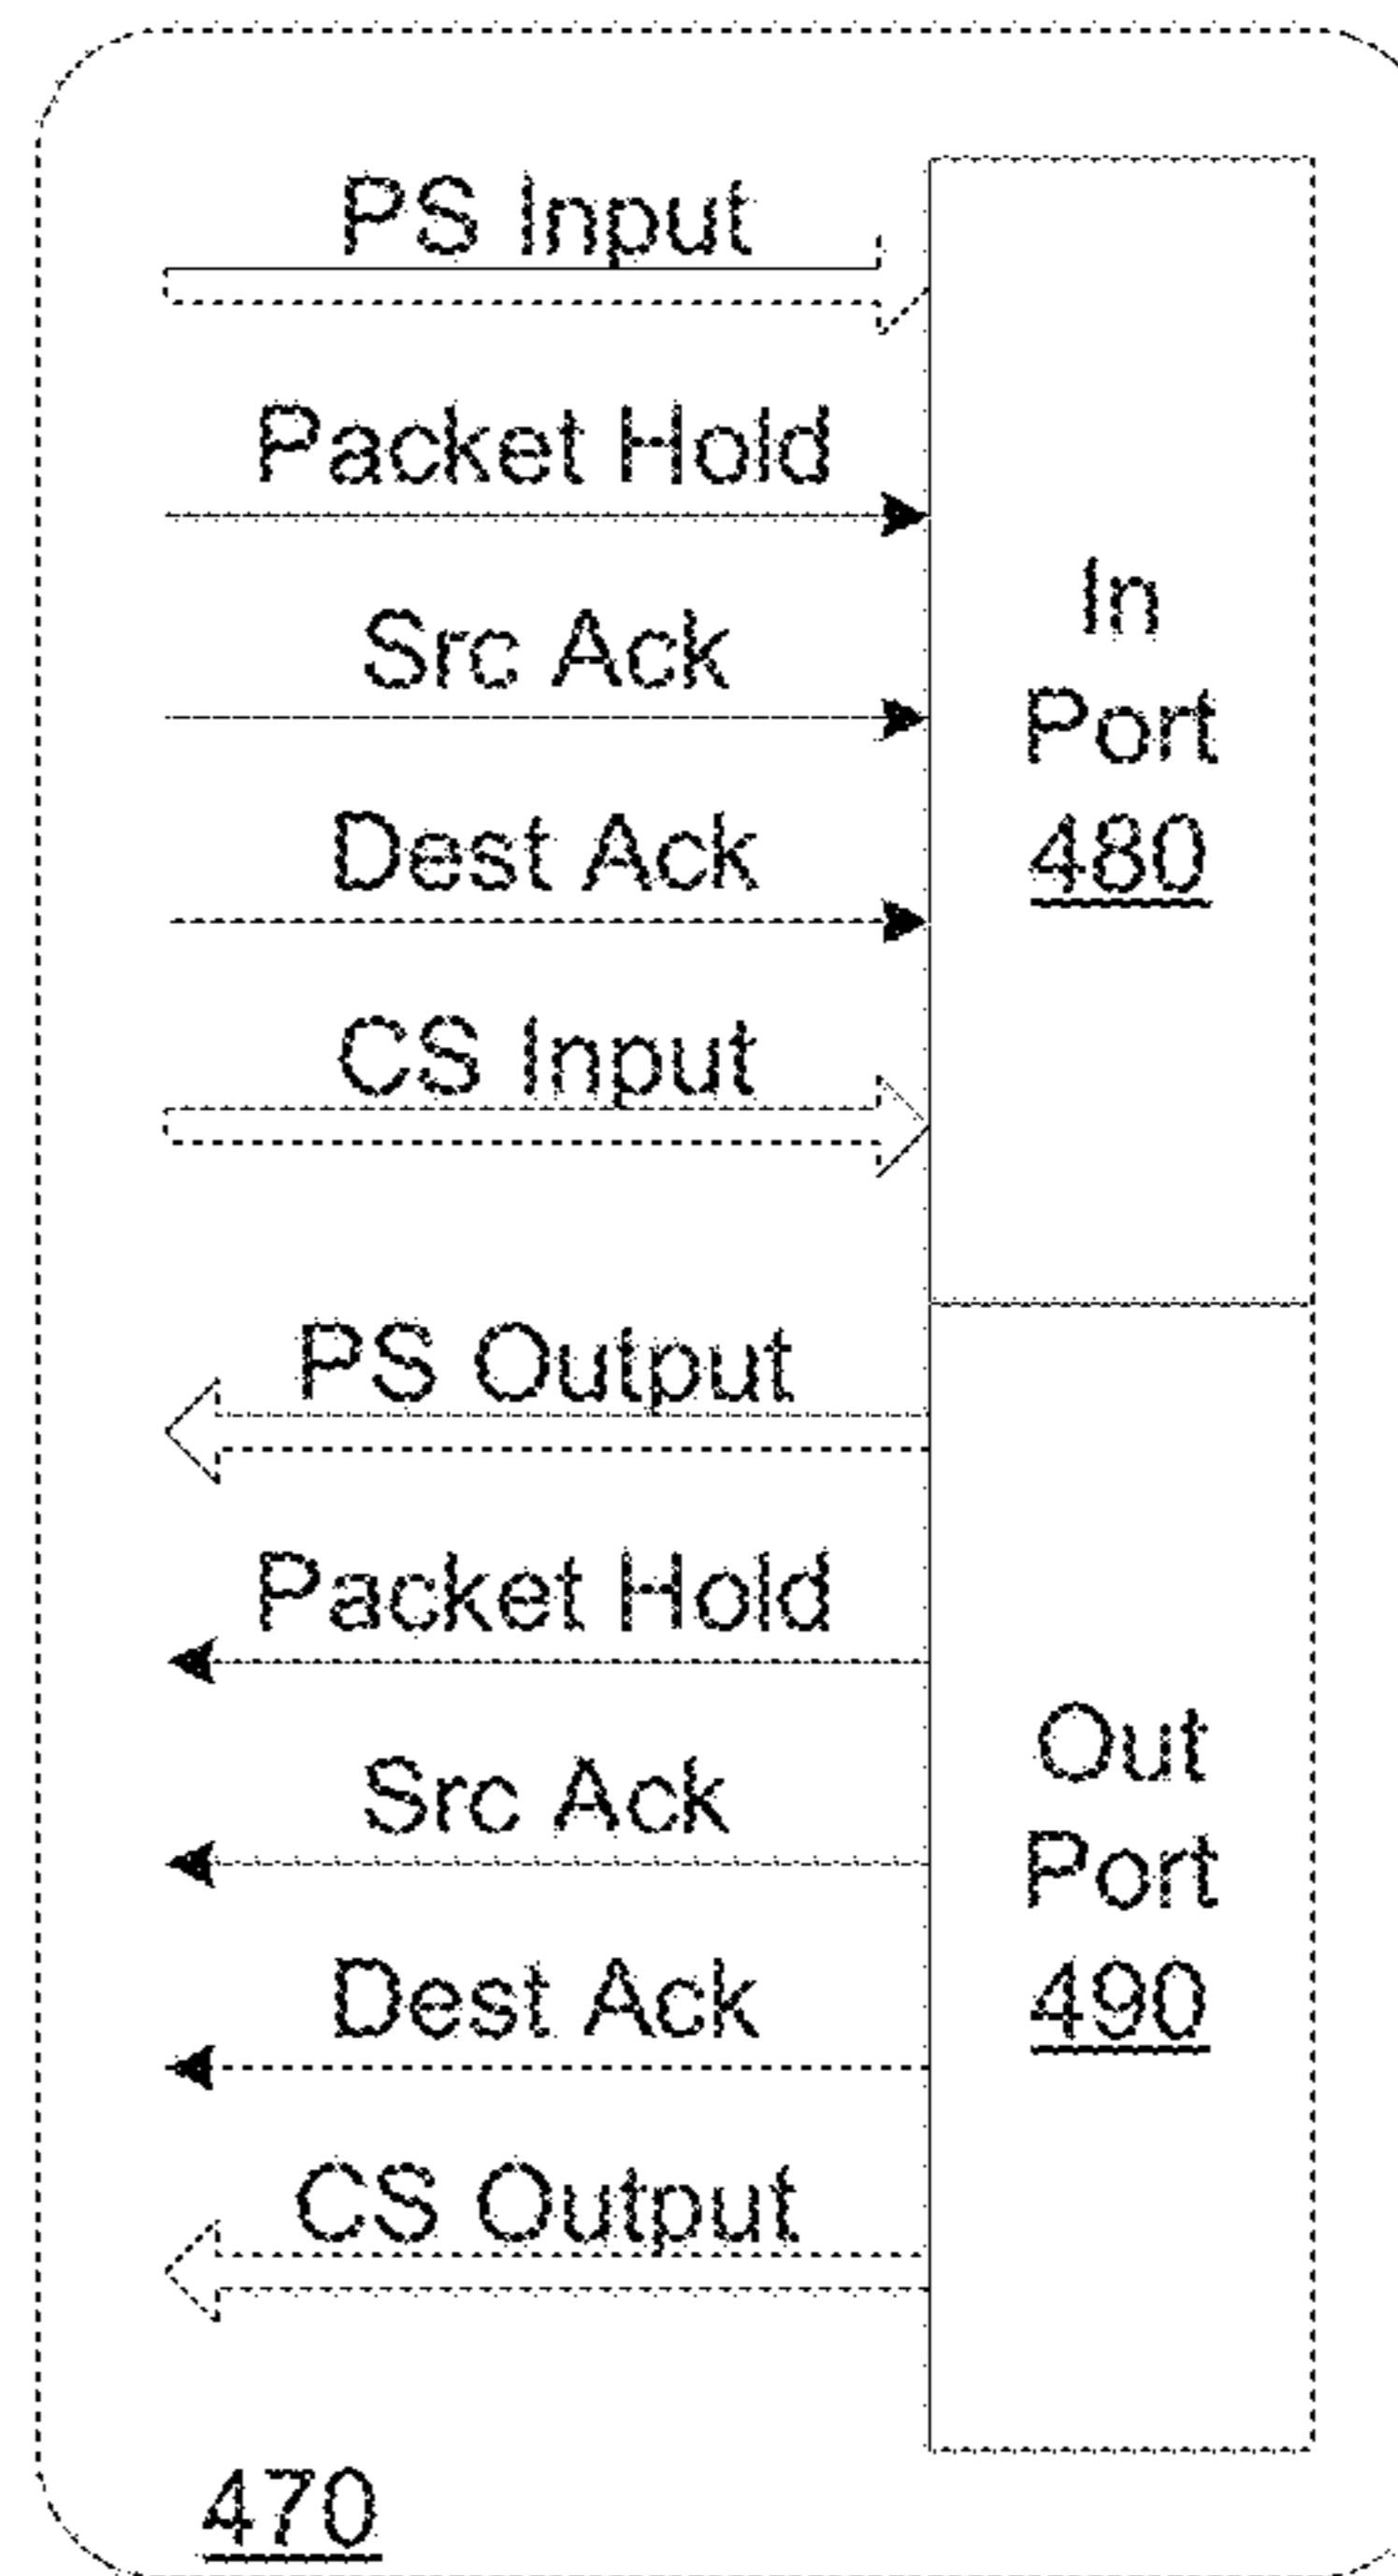 PS Input
Packet Hold
Src Ack
Dest Ack
CS Input
In
Port
480
PS Output
Packet Hold
Src Ack
Dest Ack
CS Output
Out
Port
490
470